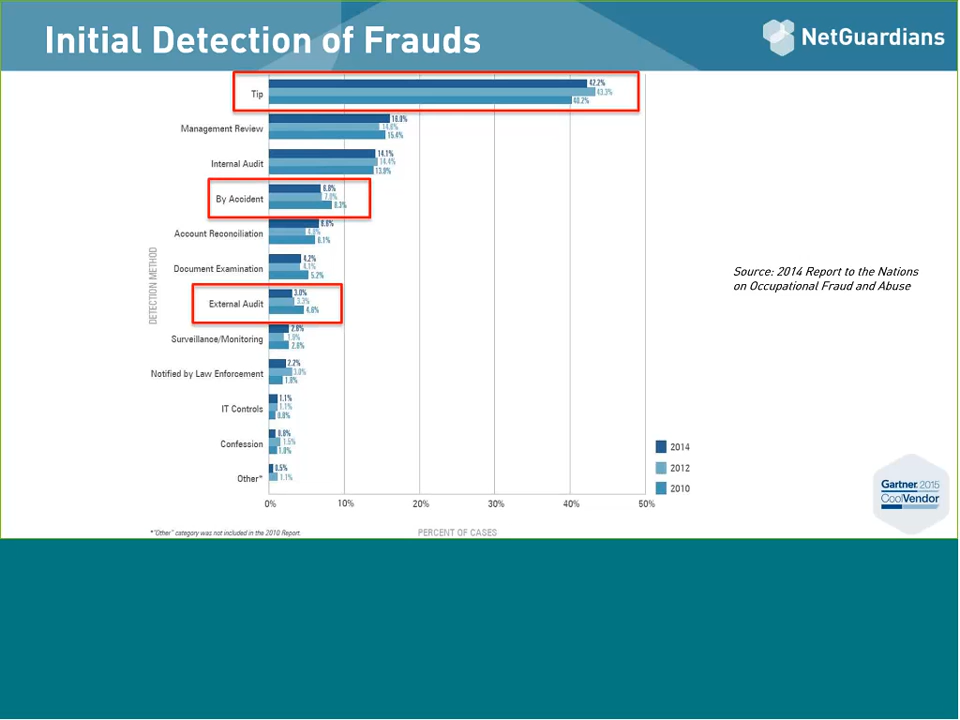 Initial Detection of Frauds
NetGuardians
Tip
42.2%
43.3%
40.2%
Management Review
16.0%
14.6%
15.4%
Internal Audit
14.1%
14.4%
13.9%
By Accident
6.8%
7.0%
8.3%
Account Reconciliation
6.6%
4.8%
6.1%
Document Examination
4.2%
4.1%
5.2%
External Audit
3.0%
3.3%
4.6%
Surveillance/Monitoring
2.6%
1.9%
2.6%
Notified by Law Enforcement
2.2%
3.0%
1.8%
IT Controls
1.1%
1.1%
0.8%
Confession
0.8%
1.5%
1.0%
Other*
0.5%
1.1%
0% 10% 20% 30% 40% 50%
DETECTION METHOD
PERCENT OF CASES
Source: 2014 Report to the Nations
on Occupational Fraud and Abuse
2014
2012
2010
Gartner 2015
CoolVendor
*"Other" category was not included in the 2010 Report.